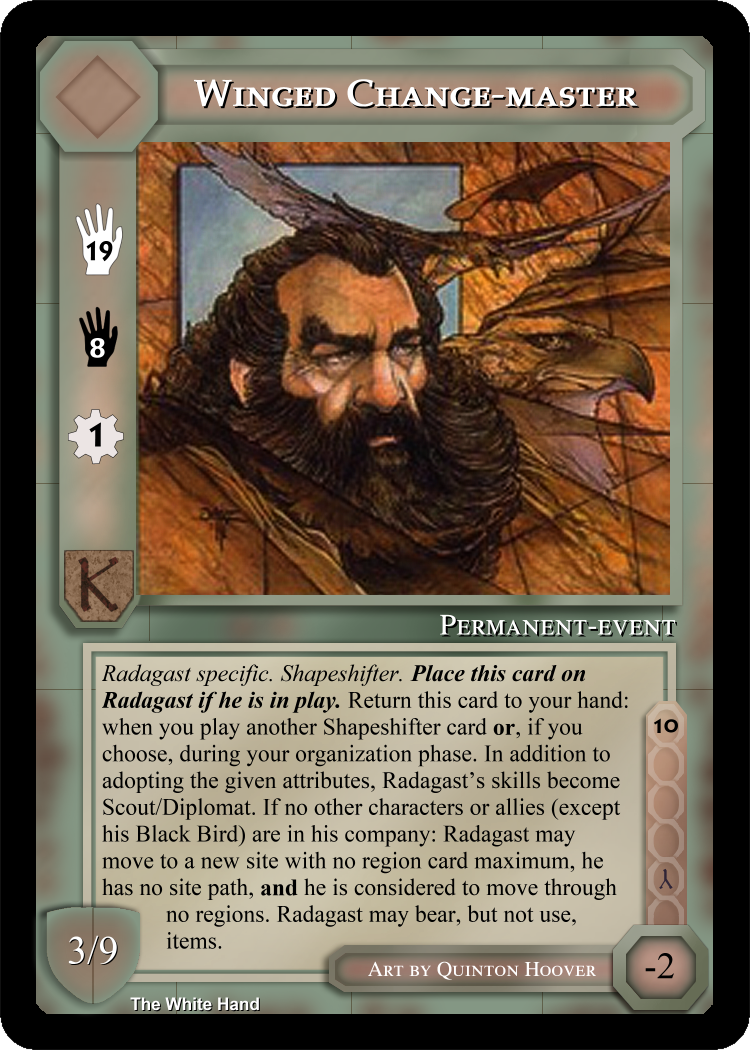 Winged Change-master
19
8
1
K
Permanent-event
Radagast specific. Shapeshifter. Place this card on
Radagast if he is in play. Return this card to your hand:
when you play another Shapeshifter card or, if you
choose, during your organization phase. In addition to
adopting the given attributes, Radagast's skills become
Scout/Diplomat. If no other characters or allies (except
his Black Bird) are in his company: Radagast may
move to a new site with no region card maximum, he
has no site path, and he is considered to move through
no regions. Radagast may bear, but not use,
items.
10
3/9
Art by Quinton Hoover
-2
The White Hand